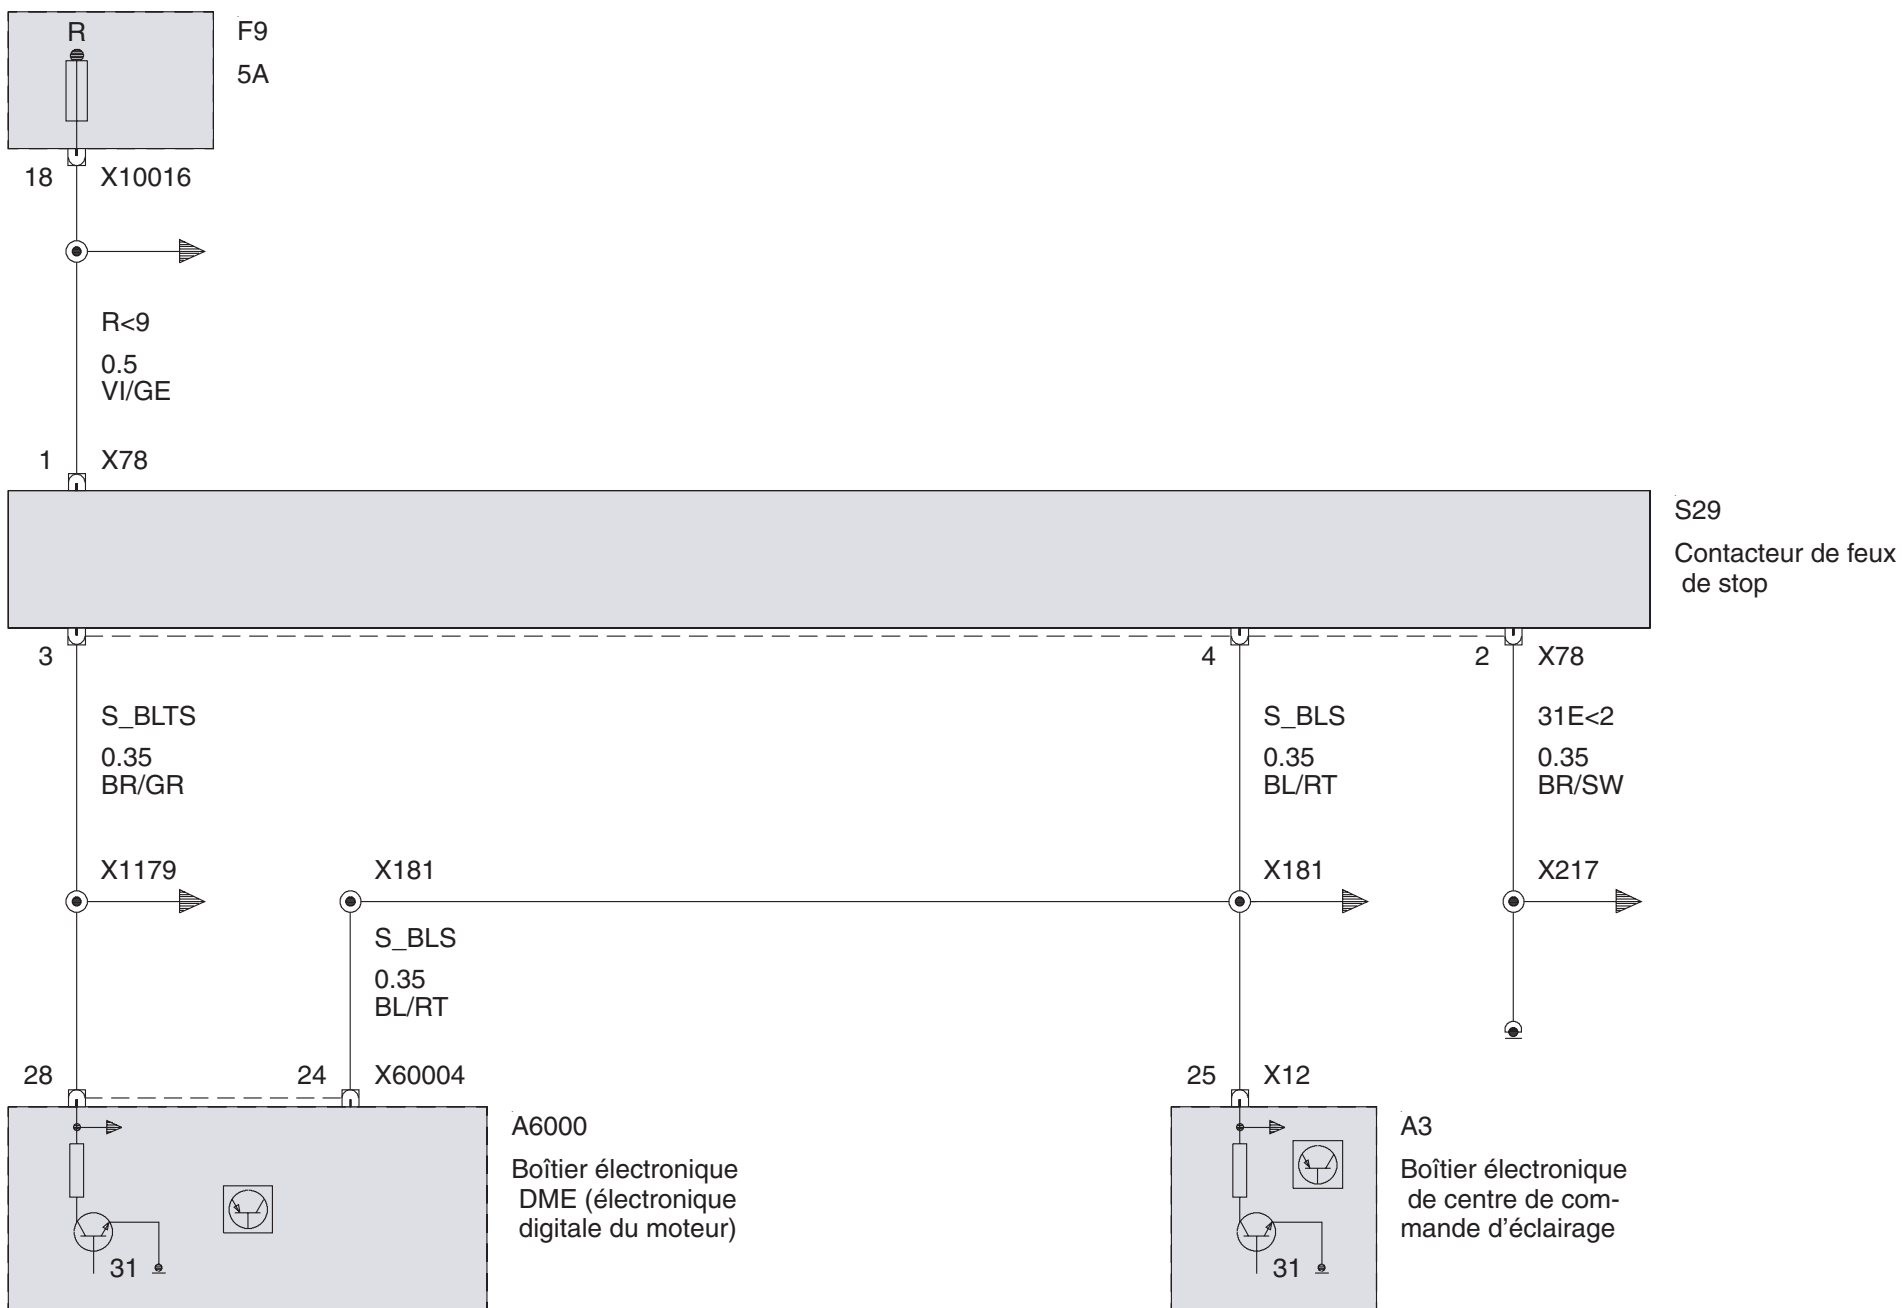 R
F9
5A
18
X10016
R<9
0.5
VI/GE
1
X78
S29
Contacteur de feux
de stop
3
4
2
X78
S_BLTS
0.35
BR/GR
S_BLS
0.35
BL/RT
31E<2
0.35
BR/SW
X1179
X181
X181
X217
S_BLS
0.35
BL/RT
28
24
X60004
25
X12
A6000
Boîtier électronique
DME (électronique
digitale du moteur)
31
A3
Boîtier électronique
de centre de com-
mande d'éclairage
31